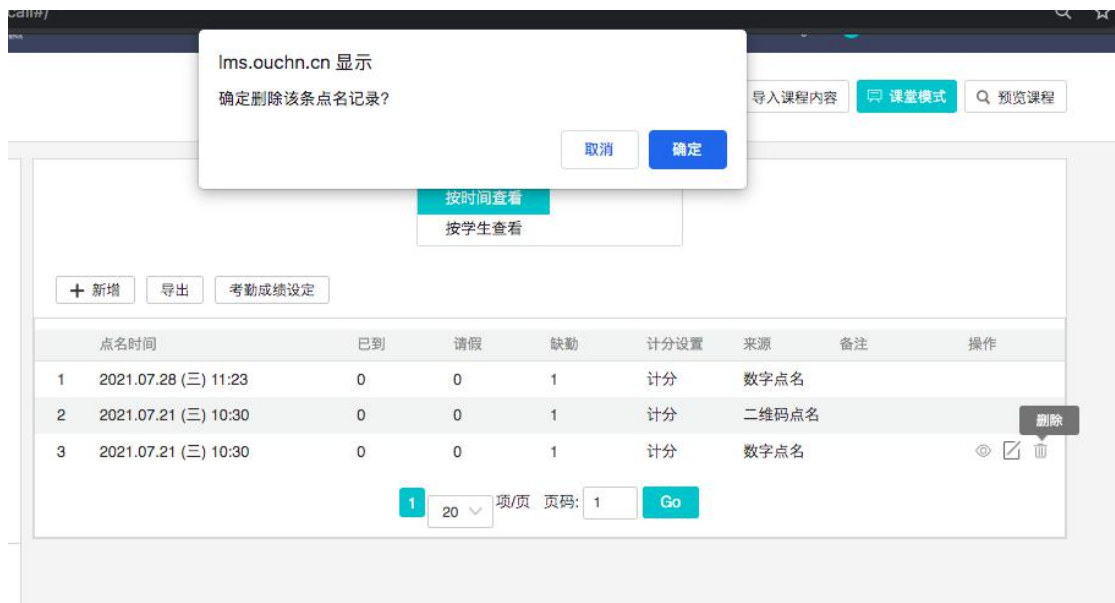 call#/
lms.ouchn.cn 显示
确定删除该条点名记录?
取消 确定
导入课程内容 课堂模式 预览课程
按时间查看
按学生查看
新增 导出 考勤成绩设定
点名时间 已到 请假 缺勤 计分设置 来源 备注 操作
1 2021.07.28 (三) 11:23 0 0 1 计分 数字点名
2 2021.07.21 (三) 10:30 0 0 1 计分 二维码点名
删除
3 2021.07.21 (三) 10:30 0 0 1 计分 数字点名
1 20 项/页 页码: 1 Go